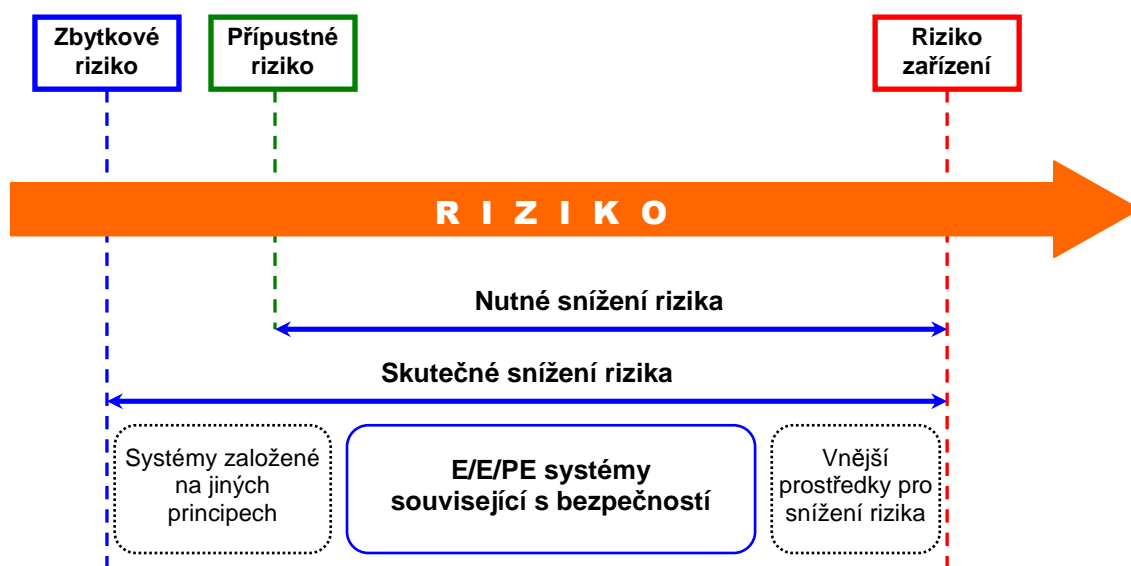 Zbytkové
riziko
Přípustné
riziko
Riziko
zařízení
R I Z I K O
Nutné snížení rizika
Skutečné snížení rizika
Systémy založené
na jiných
principech
E/E/PE systémy
související s bezpečností
Vnější
prostředky pro
snížení rizika